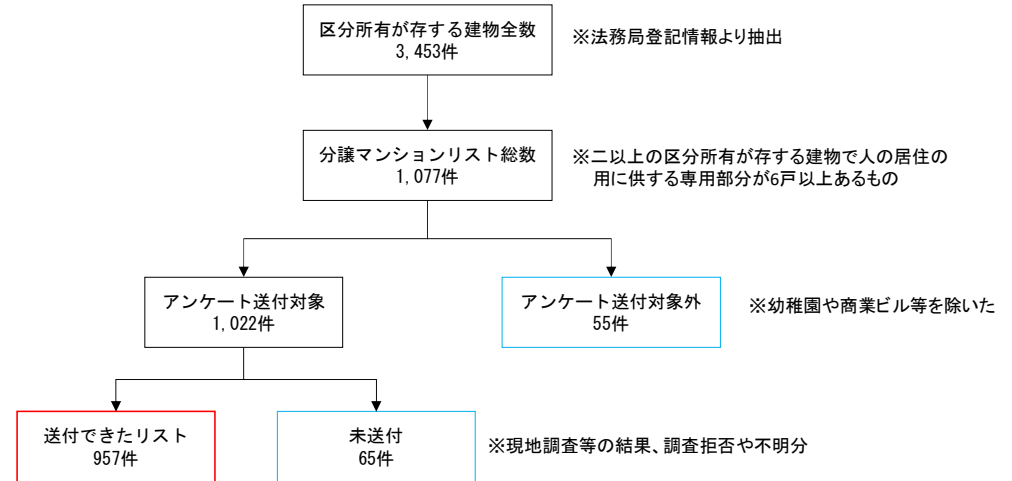 区分所有が存する建物全数
3,453件
※法務局登記情報より抽出
分譲マンションリスト総数
1,077件
※二以上の区分所有が存する建物で人の居住の
用に供する専用部分が6戸以上あるもの
アンケート送付対象
1,022件
アンケート送付対象外
55件
※幼稚園や商業ビル等を除いた
送付できたリスト
957件
未送付
65件
※現地調査等の結果、調査拒否や不明分